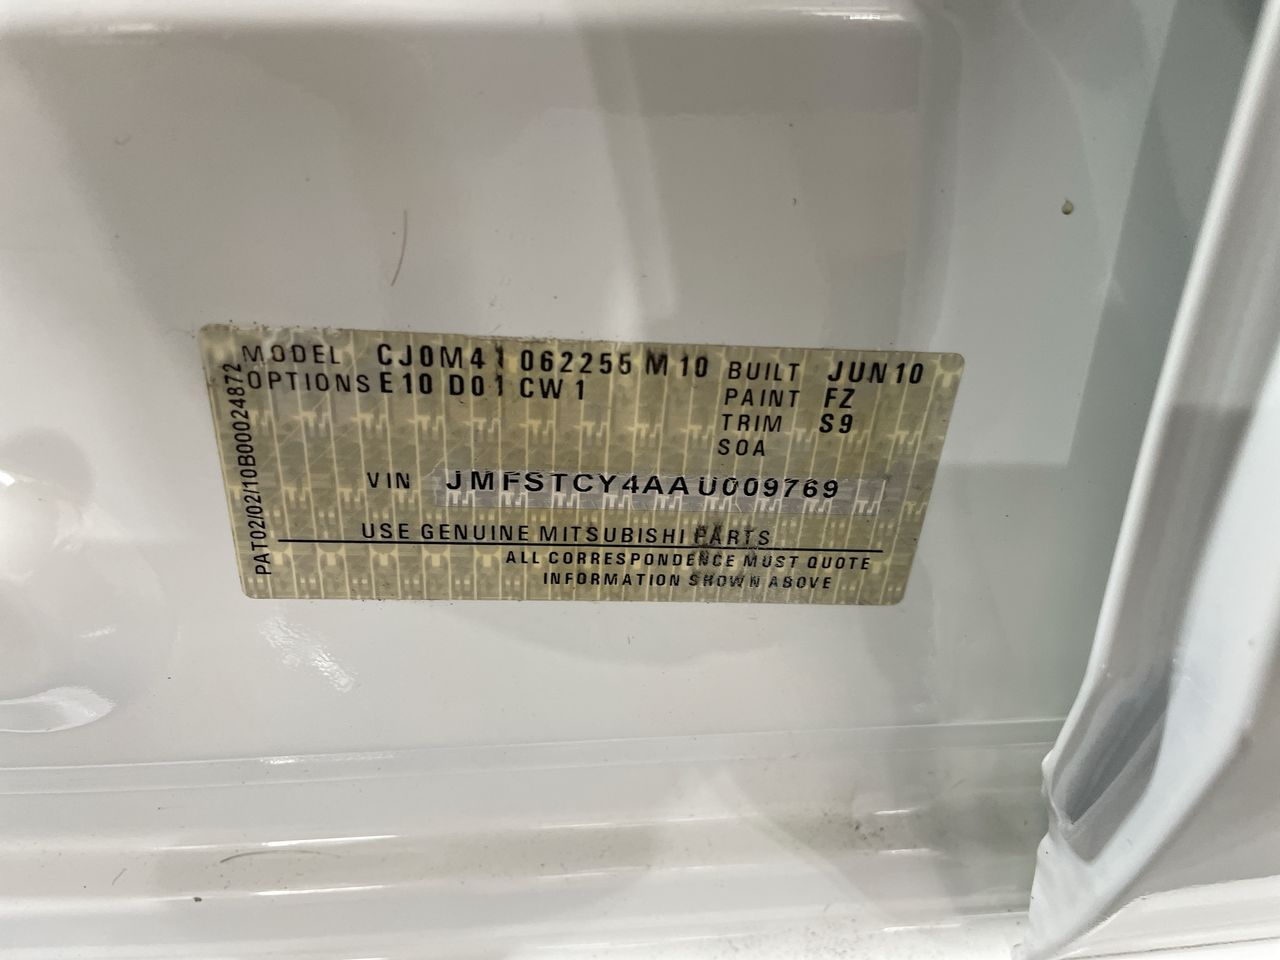 MODEL CJ0M41 062255 M10 BUILT JUN10
OPTIONS E10 D01 CW1 PAINT FZ
TRIM S9
SOA
VIN JMFSTCY4AAU009769
USE GENUINE MITSUBISHI PARTS
ALL CORRESPONDENCE MUST QUOTE
INFORMATION SHOWN ABOVE
PAT02/02/10B00024872